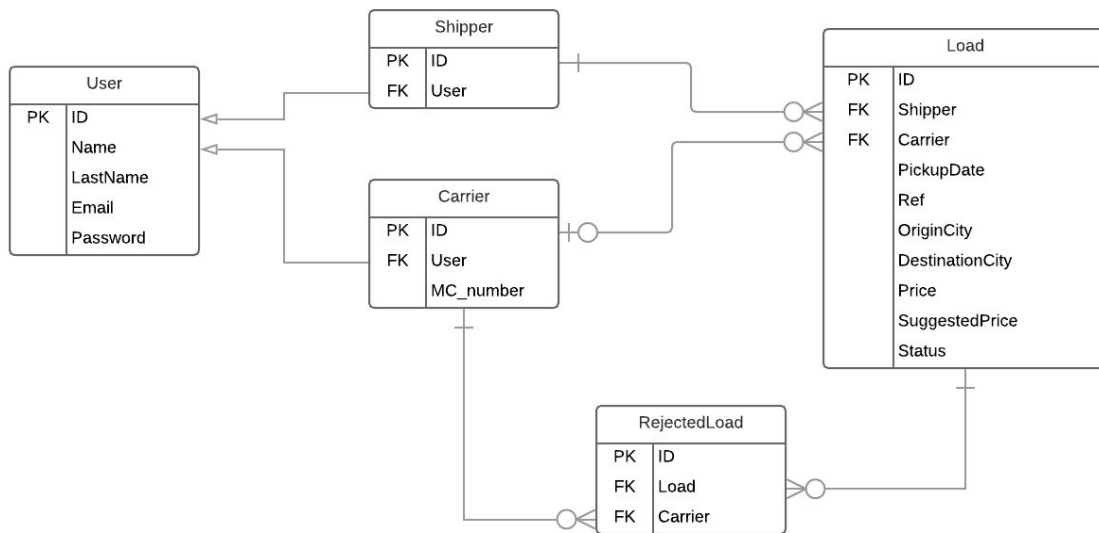 User
PK ID
Name
LastName
Email
Password
Shipper
PK ID
FK User
Carrier
PK ID
FK User
MC_number
Load
PK ID
FK Shipper
FK Carrier
PickupDate
Ref
OriginCity
DestinationCity
Price
SuggestedPrice
Status
RejectedLoad
PK ID
FK Load
FK Carrier